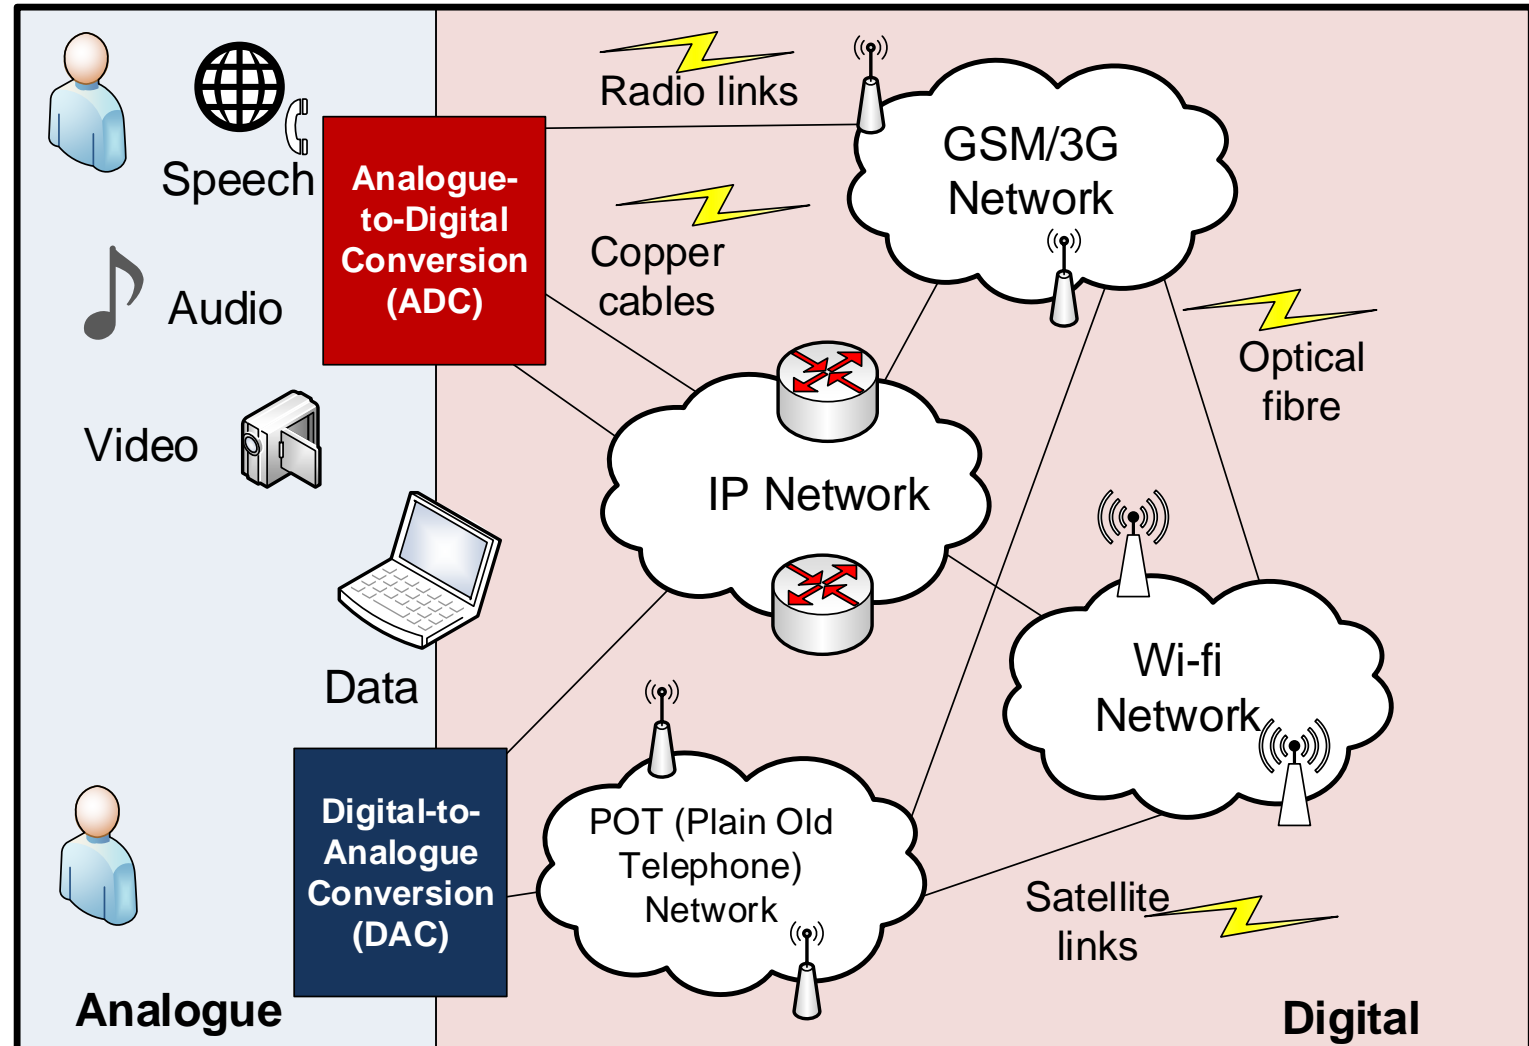 Speech
Audio
Video
Data
Analogue-
to-Digital
Conversion
(ADC)
Digital-to-
Analogue
Conversion
(DAC)
Analogue
Radio links
Copper
cables
GSM/3G
Network
Optical
fibre
IP Network
Wi-fi
Network
POT (Plain Old
Telephone)
Network
Satellite
links
Digital